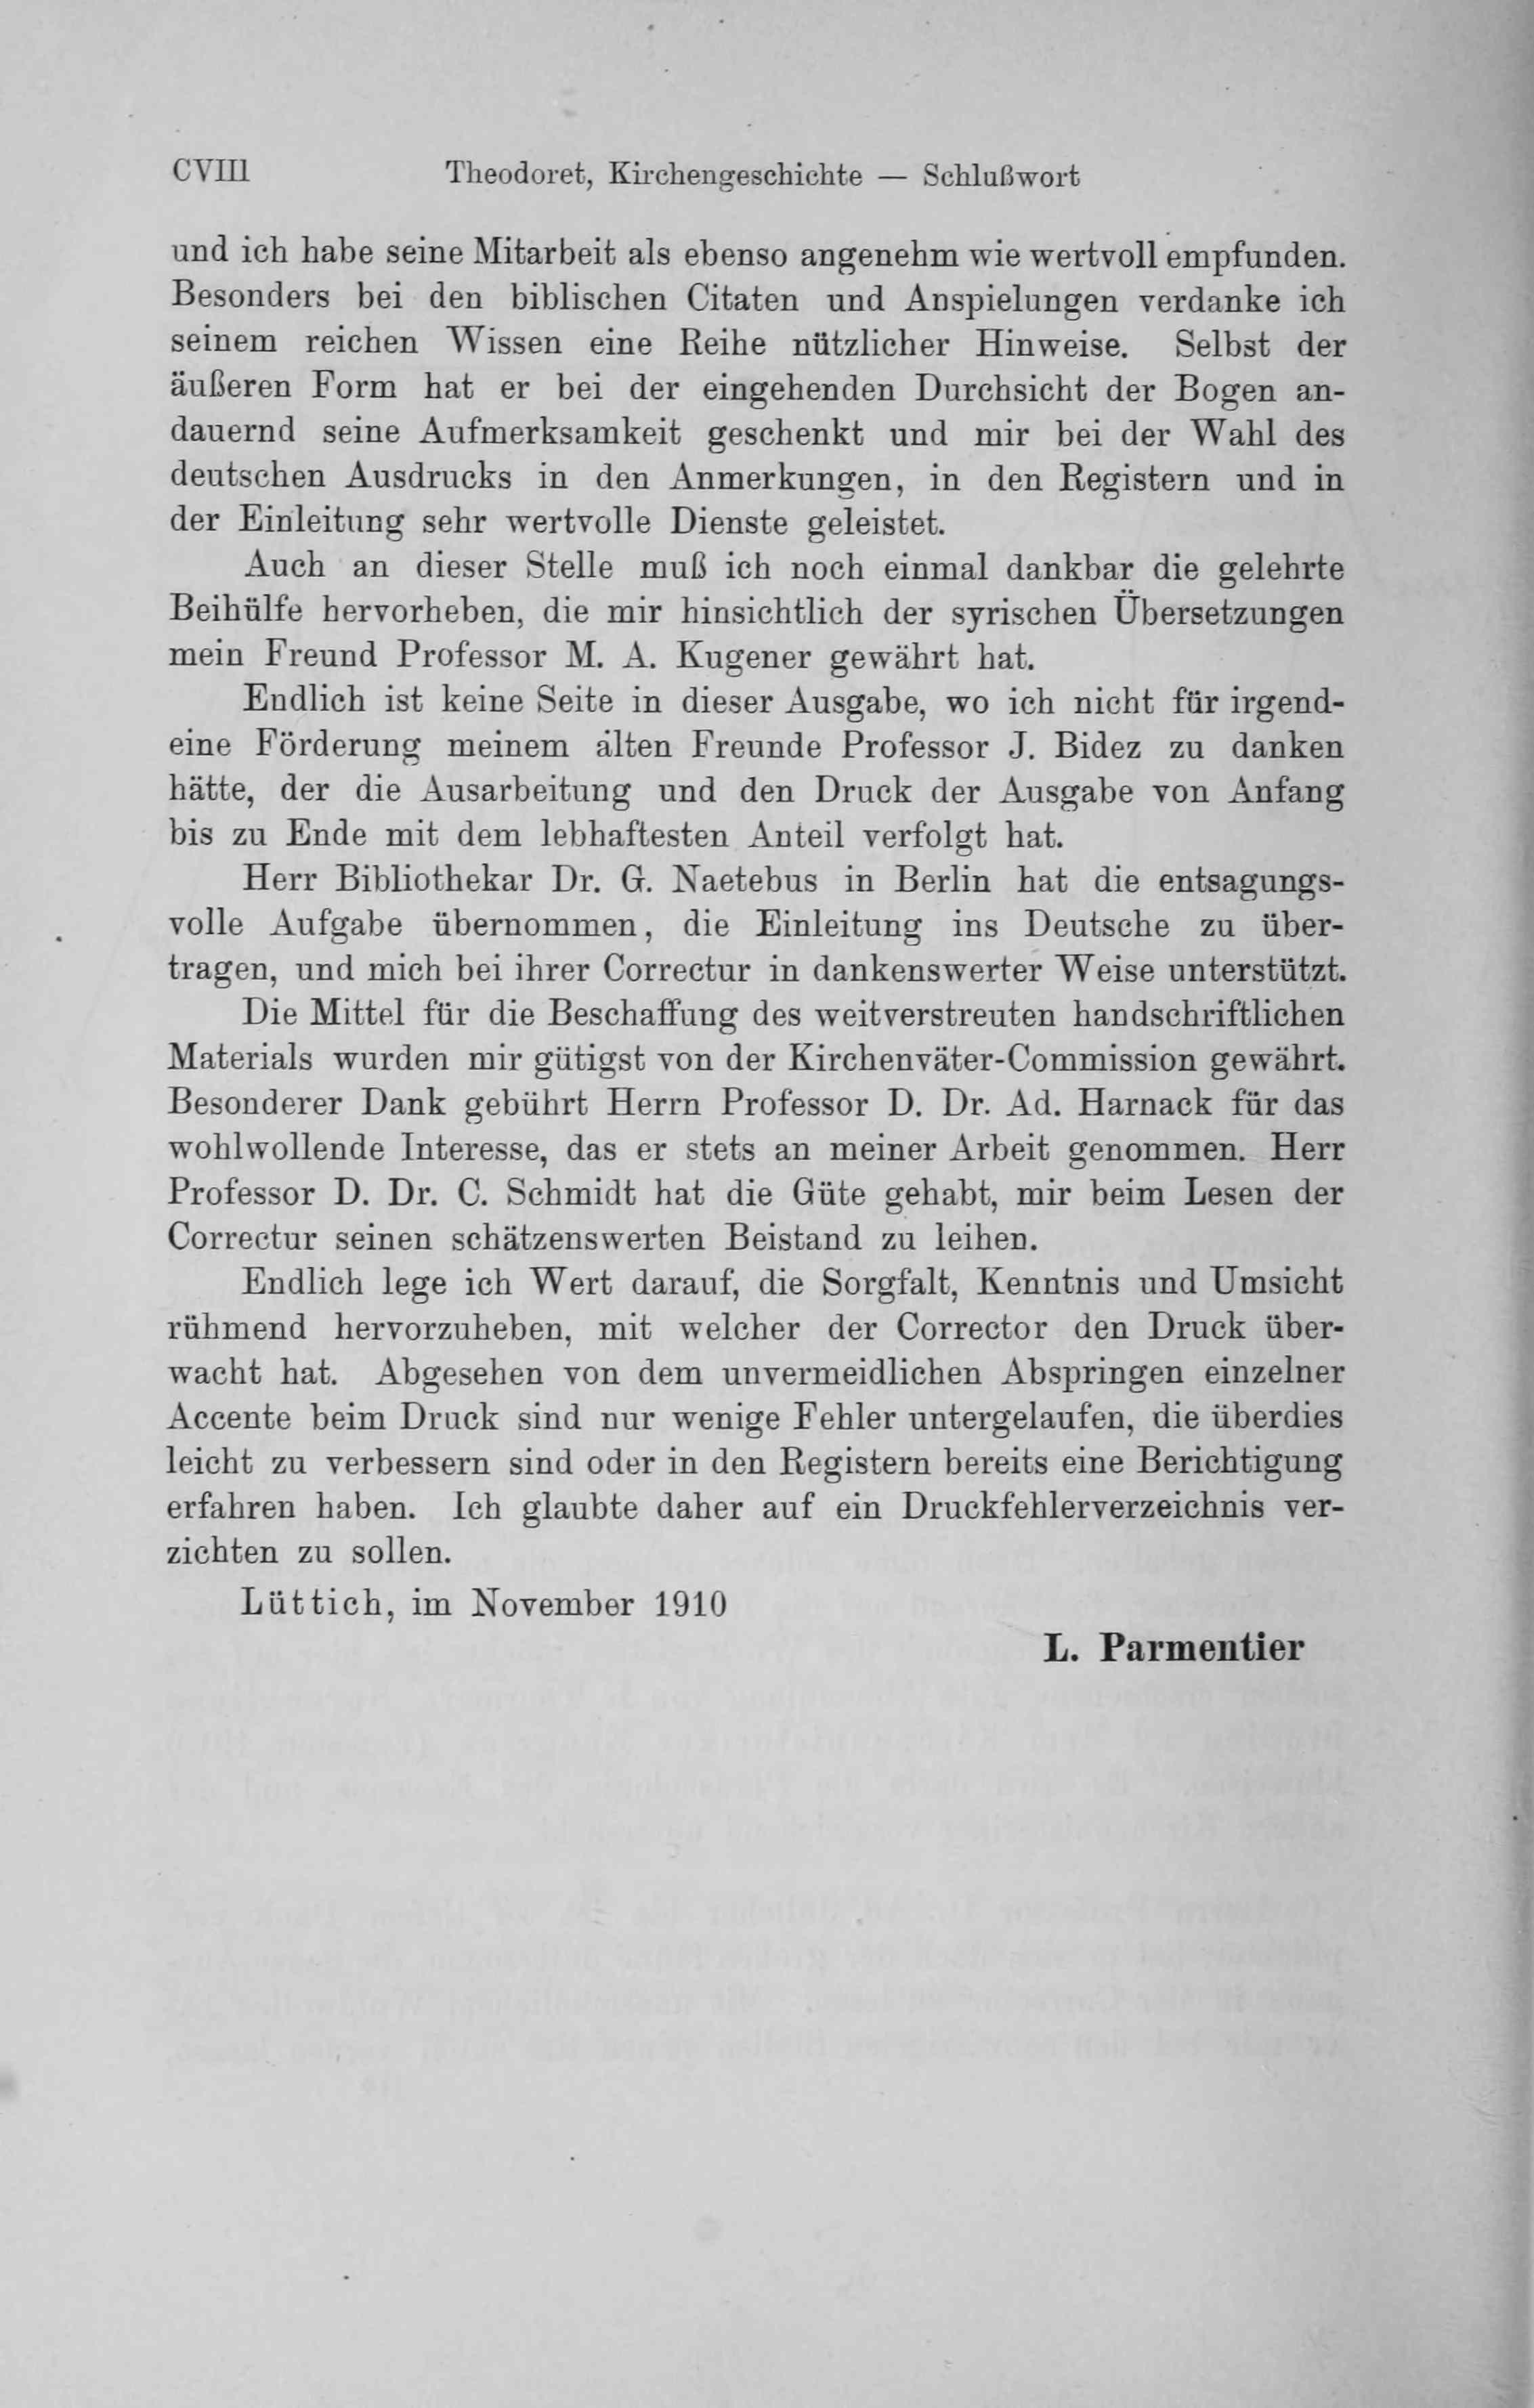 CVIII Theodoret, Kirchengeschichte — Schlußwort
und ich habe seine Mitarbeit als ebenso angenehm wie wertvoll empfunden.
Besonders bei den biblischen Citaten und Anspielungen verdanke ich
seinem reichen Wissen eine Reihe nützlicher Hinweise. Selbst der
äußeren Form hat er bei der eingehenden Durchsicht der Bogen an-
dauernd seine Aufmerksamkeit geschenkt und mir bei der Wahl des
deutschen Ausdrucks in den Anmerkungen, in den Registern und in
der Einleitung sehr wertvolle Dienste geleistet.
Auch an dieser Stelle muß ich noch einmal dankbar die gelehrte
Beihülfe hervorheben, die mir hinsichtlich der syrischen Übersetzungen
mein Freund Professor M. A. Kugener gewährt hat.
Endlich ist keine Seite in dieser Ausgabe, wo ich nicht für irgend-
eine Förderung meinem alten Freunde Professor J. Bidez zu danken
hätte, der die Ausarbeitung und den Druck der Ausgabe von Anfang
bis zu Ende mit dem lebhaftesten Anteil verfolgt hat.
Herr Bibliothekar Dr. G. Naetebus in Berlin hat die entsagungs-
volle Aufgabe übernommen, die Einleitung ins Deutsche zu über-
tragen, und mich bei ihrer Correctur in dankenswerter Weise unterstützt.
Die Mittel für die Beschaffung des weitverstreuten handschriftlichen
Materials wurden mir gütigst von der Kirchenväter-Commission gewährt.
Besonderer Dank gebührt Herrn Professor D. Dr. Ad. Harnack für das
wohlwollende Interesse, das er stets an meiner Arbeit genommen. Herr
Professor D. Dr. C. Schmidt hat die Güte gehabt, mir beim Lesen der
Correctur seinen schätzenswerten Beistand zu leihen.
Endlich lege ich Wert darauf, die Sorgfalt, Kenntnis und Umsicht
rühmend hervorzuheben, mit welcher der Corrector den Druck über-
wacht hat. Abgesehen von dem unvermeidlichen Abspringen einzelner
Accente beim Druck sind nur wenige Fehler untergelaufen, die überdies
leicht zu verbessern sind oder in den Registern bereits eine Berichtigung
erfahren haben. Ich glaubte daher auf ein Druckfehlerverzeichnis ver-
zichten zu sollen.
Lüttich, im November 1910
L. Parmentier